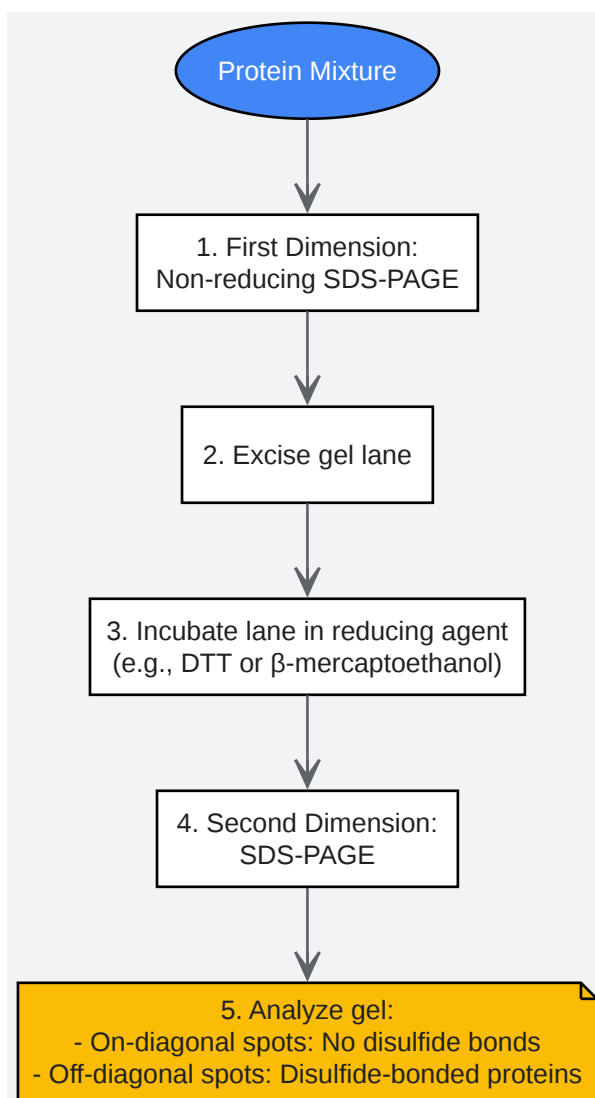 Protein Mixture
1. First Dimension:
Non-reducing SDS-PAGE
2. Excise gel lane
3. Incubate lane in reducing agent
(e.g., DTT or β-mercaptoethanol)
4. Second Dimension:
SDS-PAGE
5. Analyze gel:
- On-diagonal spots: No disulfide bonds
- Off-diagonal spots: Disulfide-bonded proteins